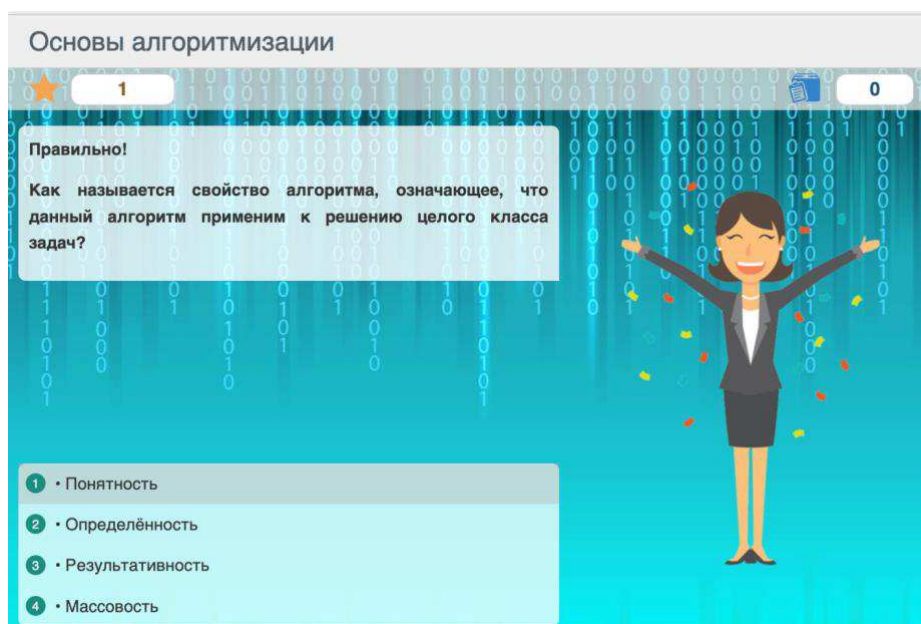 Основы алгоритмизации
1
0
Правильно!
Как называется свойство алгоритма, означающее, что
данный алгоритм применим к решению целого класса
задач?
1 • Понятность
2 • Определённость
3 • Результативность
4 • Массовость